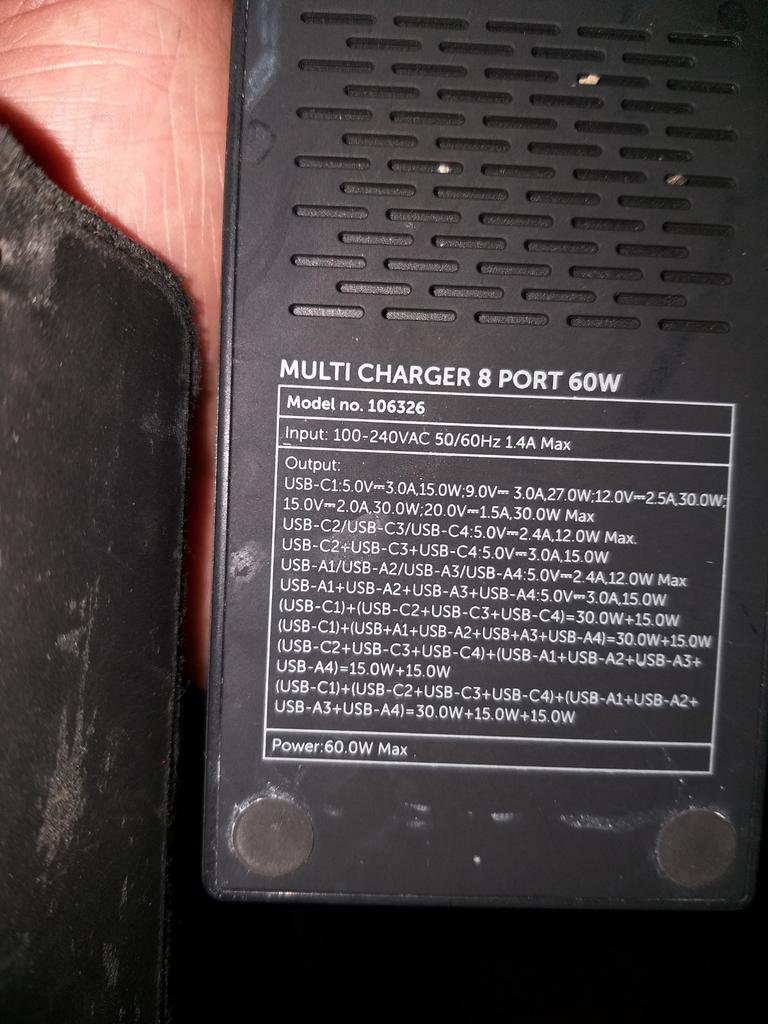 MULTI CHARGER 8 PORT 60W
Model no. 106326
Input: 100-240VAC 50/60Hz 1.4A Max
Output:
USB-C1:5.0V⎓3.0A,15.0W;9.0V⎓ 3.0A,27.0W;12.0V⎓2.5A,30.0W;
15.0V⎓2.0A,30.0W;20.0V⎓1.5A,30.0W Max
USB-C2/USB-C3/USB-C4:5.0V⎓2.4A,12.0W Max.
USB-C2+USB-C3+USB-C4:5.0V⎓3.0A,15.0W
USB-A1/USB-A2/USB-A3/USB-A4:5.0V⎓2.4A,12.0W Max
USB-A1+USB-A2+USB-A3+USB-A4:5.0V⎓3.0A,15.0W
(USB-C1)+(USB-C2+USB-C3+USB-C4)=30.0W+15.0W
(USB-C1)+(USB+A1+USB-A2+USB+A3+USB-A4)=30.0W+15.0W
(USB-C2+USB-C3+USB-C4)+(USB-A1+USB-A2+USB-A3+
USB-A4)=15.0W+15.0W
(USB-C1)+(USB-C2+USB-C3+USB-C4)+(USB-A1+USB-A2+
USB-A3+USB-A4)=30.0W+15.0W+15.0W
Power:60.0W Max